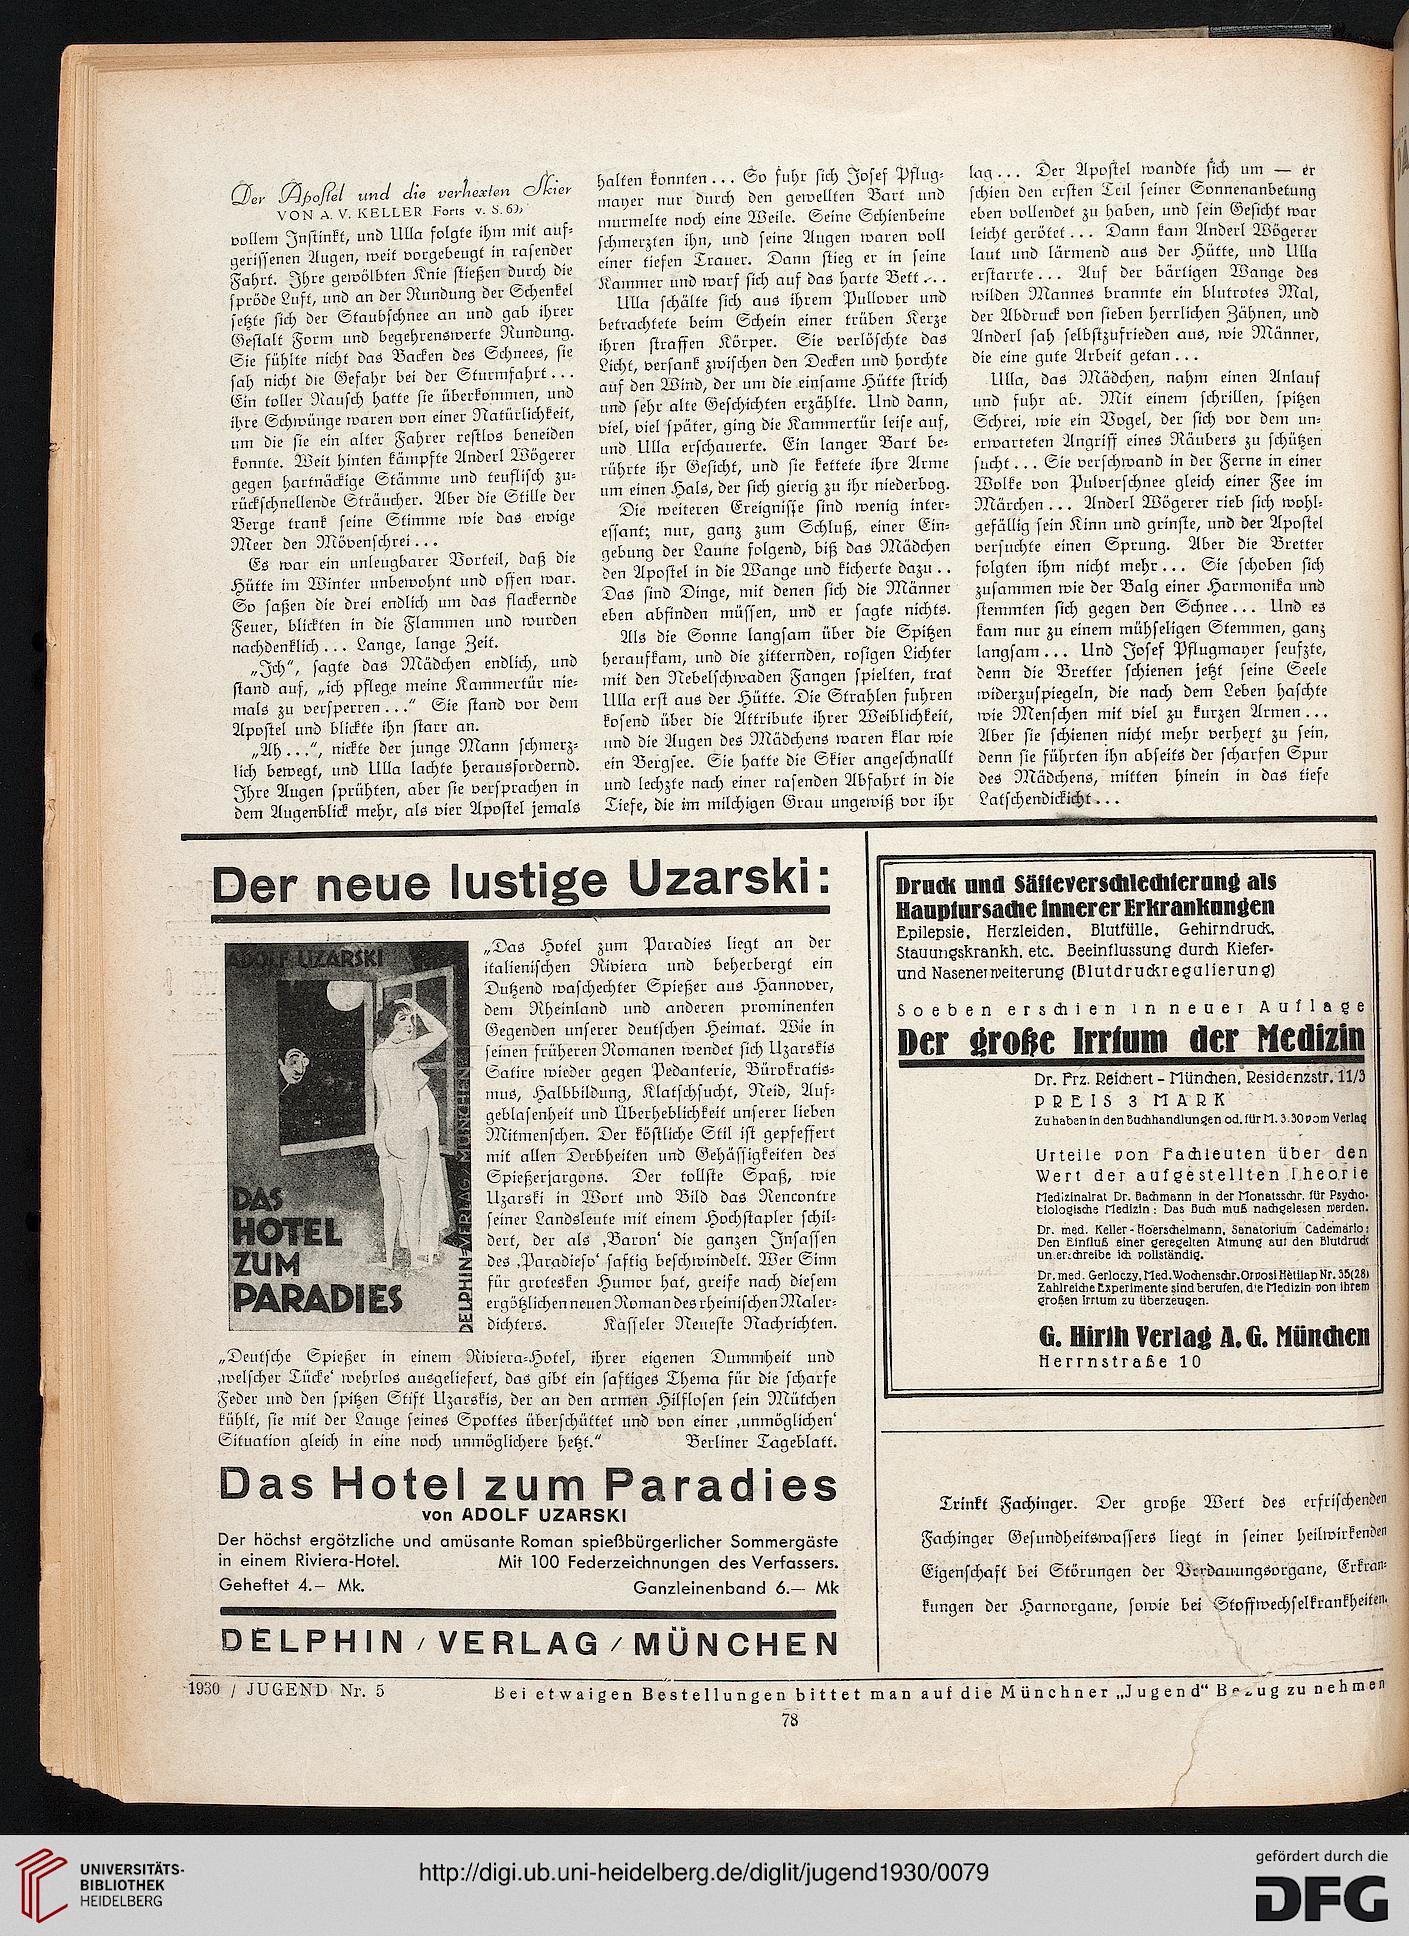 Der Apostel und die verhexten Skier
VON A. V. KELLER Forts v. S. 69
vollem Instinkt, und Ulla folgte ihm mit auf-
gerissenen Augen, weit vorgebeugt in rasender
Fahrt. Ihre gewölbten Knie stießen durch die
spröde Luft, und an der Rundung der Schenkel
setzte sich der Staubschnee an und gab ihrer
Gestalt Form und begehrenswerte Rundung.
Sie fühlte nicht das Backen des Schnees, sie
sah nicht die Gefahr bei der Sturmfahrt...
Ein toller Rausch hatte sie überkommen, und
ihre Schwünge waren von einer Natürlichkeit,
um die sie ein alter Fahrer restlos beneiden
konnte. Weit hinten kämpfte Anderl Wögerer
gegen hartnäckige Stämme und teuflisch zu-
rückschnellende Sträucher. Aber die Stille der
Berge trank seine Stimme wie das ewige
Meer den Mövenschrei...
Es war ein unleugbarer Vorteil, daß die
Hütte im Winter unbewohnt und offen war.
So saßen die drei endlich um das flackernde
Feuer, blickten in die Flammen und wurden
nachdenklich... Lange, lange Zeit.
„Ich“, sagte das Mädchen endlich, und
stand auf, „ich pflege meine Kammertür nie-
mals zu versperren...“ Sie stand vor dem
Apostel und blickte ihn starr an.
„Ah...“, nickte der junge Mann schmerz-
lich bewegt, und Ulla lachte herausfordernd.
Ihre Augen sprühten, aber sie versprachen in
dem Augenblick mehr, als vier Apostel jemals
halten konnten... So fuhr sich Josef Pflug-
mayer nur durch den gewellten Bart und
murmelte noch eine Weile. Seine Schienbeine
schmerzten ihn, und seine Augen waren voll
einer tiefen Trauer. Dann stieg er in seine
Kammer und warf sich auf das harte Bett...
Ulla schälte sich aus ihrem Pullover und
betrachtete beim Schein einer trüben Kerze
ihren straffen Körper. Sie verlöschte das
Licht, versank zwischen den Decken und horchte
auf den Wind, der um die einsame Hütte strich
und sehr alte Geschichten erzählte. Und dann,
viel, viel später, ging die Kammertür leise auf,
und Ulla erschauerte. Ein langer Bart be-
rührte ihr Gesicht, und sie kettete ihre Arme
um einen Hals, der sich gierig zu ihr niederbog.
Die weiteren Ereignisse sind wenig inter-
essant; nur, ganz zum Schluß, einer Ein-
gebung der Laune folgend, biß das Mädchen
den Apostel in die Wange und kicherte dazu..
Das sind Dinge, mit denen sich die Männer
eben abfinden müssen, und er sagte nichts.
Als die Sonne langsam über die Spitzen
heraufkam, und die zitternden, rosigen Lichter
mit den Nebelschwaden Fangen spielten, trat
Ulla erst aus der Hütte. Die Strahlen fuhren
kosend über die Attribute ihrer Weiblichkeit,
und die Augen des Mädchens waren klar wie
ein Bergsee. Sie hatte die Skier angeschnallt
und lechzte nach einer rasenden Abfahrt in die
Tiefe, die im milchigen Grau ungewiß vor ihr
lag... Der Apostel wandte sich um — er
schien den ersten Teil seiner Sonnenanbetung
eben vollendet zu haben, und sein Gesicht war
leicht gerötet... Dann kam Anderl Wögerer
laut und lärmend aus der Hütte, und Ulla
erstarrte... Auf der bärtigen Wange des
wilden Mannes brannte ein blutrotes Mal,
der Abdruck von sieben herrlichen Zähnen, und
Anderl sah selbstzufrieden aus, wie Männer,
die eine gute Arbeit getan...
Ulla, das Mädchen, nahm einen Anlauf
und fuhr ab. Mit einem schrillen, spitzen
Schrei, wie ein Vogel, der sich vor dem un-
erwarteten Angriff eines Räubers zu schützen
sucht... Sie verschwand in der Ferne in einer
Wolke von Pulverschnee gleich einer Fee im
Märchen... Anderl Wögerer rieb sich wohl-
gefällig sein Kinn und grinste, und der Apostel
versuchte einen Sprung. Aber die Bretter
folgten ihm nicht mehr... Sie schoben sich
zusammen wie der Balg einer Harmonika und
stemmten sich gegen den Schnee... Und es
kam nur zu einem mühseligen Stemmen, ganz
langsam... Und Josef Pflugmayer seufzte,
denn die Bretter schienen jetzt seine Seele
widerzuspiegeln, die nach dem Leben haschte
wie Menschen mit viel zu kurzen Armen...
Aber sie schienen nicht mehr verhext zu sein,
denn sie führten ihn abseits der scharfen Spur
des Mädchens, mitten hinein in das tiefe
Latschendickicht...
Der neue lustige Uzarski:
ADOLF UZARSKI
DAS
HOTEL
ZUM
PARADIES
DELPHIN-VERLAG, MÜNCHEN
„Das Hotel zum Paradies liegt an der
italienischen Riviera und beherbergt ein
Dutzend waschechter Spießer aus Hannover,
dem Rheinland und anderen prominenten
Gegenden unserer deutschen Heimat. Wie in
seinen früheren Romanen wendet sich Uzarskis
Satire wieder gegen Pedanterie, Bürokratis-
mus, Halbbildung, Klatschsucht, Neid, Auf-
geblasenheit und Überheblichkeit unserer lieben
Mitmenschen. Der köstliche Stil ist gepfeffert
mit allen Derbheiten und Gehässigkeiten des
Spießerjargons. Der tollste Spaß, wie
Uzarski in Wort und Bild das Rencontre
seiner Landsleute mit einem Hochstapler schil-
dert, der als ‚Baron‘ die ganzen Insassen
des ‚Paradieso‘ saftig beschwindelt. Wer Sinn
für grotesken Humor hat, greife nach diesem
ergötzlichen neuen Roman des rheinischen Maler-
dichters. Kasseler Neueste Nachrichten.
„Deutsche Spießer in einem Riviera-Hotel, ihrer eigenen Dummheit und
‚welscher Tücke‘ wehrlos ausgeliefert, das gibt ein saftiges Thema für die scharfe
Feder und den spitzen Stift Uzarskis, der an den armen Hilflosen sein Mütchen
kühlt, sie mit der Lauge seines Spottes überschüttet und von einer ‚unmöglichen‘
Situation gleich in eine noch unmöglichere hetzt.“ Berliner Tageblatt.
Das Hotel zum Paradies
von ADOLF UZARSKI
Der höchst ergötzliche und amüsante Roman spießbürgerlicher Sommergäste
in einem Riviera-Hotel. Mit 100 Federzeichnungen des Verfassers.
Geheftet 4.– Mk. Ganzleinenband 6.— Mk
DELPHIN / VERLAG / MÜNCHEN
Druck und Säfteverschlechterung als
Hauptursache innerer Erkrankungen
Epilepsie, Herzleiden, Blutfülle, Gehirndruck,
Stauungskrankh. etc. Beeinflussung durch Kiefer-
und Nasenerweiterung (Blutdruckregulierung)
Soeben erschien in neuer Auflage
Der große Irrtum der Medizin
Dr. Frz. Reichert - München, Residenzstr. 11/3
PREIS 3 MARK
Zu haben in den Buchhandlungen od. für M. 3.30 vom Verlag
Urteile von Fachleuten über den
Wert der aufgestellten Theorie
Medizinalrat Dr. Bachmann in der Monatsschr. für Psycho-
biologische Medizin: Das Buch muß nachgelesen werden.
Dr. med. Keller-Hoerschelmann, Sanatorium Cademario:
Den Einfluß einer geregelten Atmung auf den Blutdruck
unterschreibe ich vollständig.
Dr. med. Gerloczy, Med. Wochenschr. Orvosi Hètilap Nr. 35(28)
Zahlreiche Experimente sind berufen, die Medizin von ihrem
großen Irrtum zu überzeugen.
G. Hirth Verlag A. G. München
Herrnstraße 10
Trinkt Fachinger. Der große Wert des erfrischenden
Fachinger Gesundheitswassers liegt in seiner heilwirkenden
Eigenschaft bei Störungen der Verdauungsorgane, Erkran-
kungen der Harnorgane, sowie bei Stoffwechselkrankheiten.
1930 / JUGEND Nr. 5
Bei etwaigen Bestellungen bittet man auf die Münchner „Jugend“ Bezug zu nehmen
78
UNIVERSITÄTS-
BIBLIOTHEK
HEIDELBERG
http://digi.ub.uni-heidelberg.de/diglit/jugend1930/0079
gefördert durch die
DFG